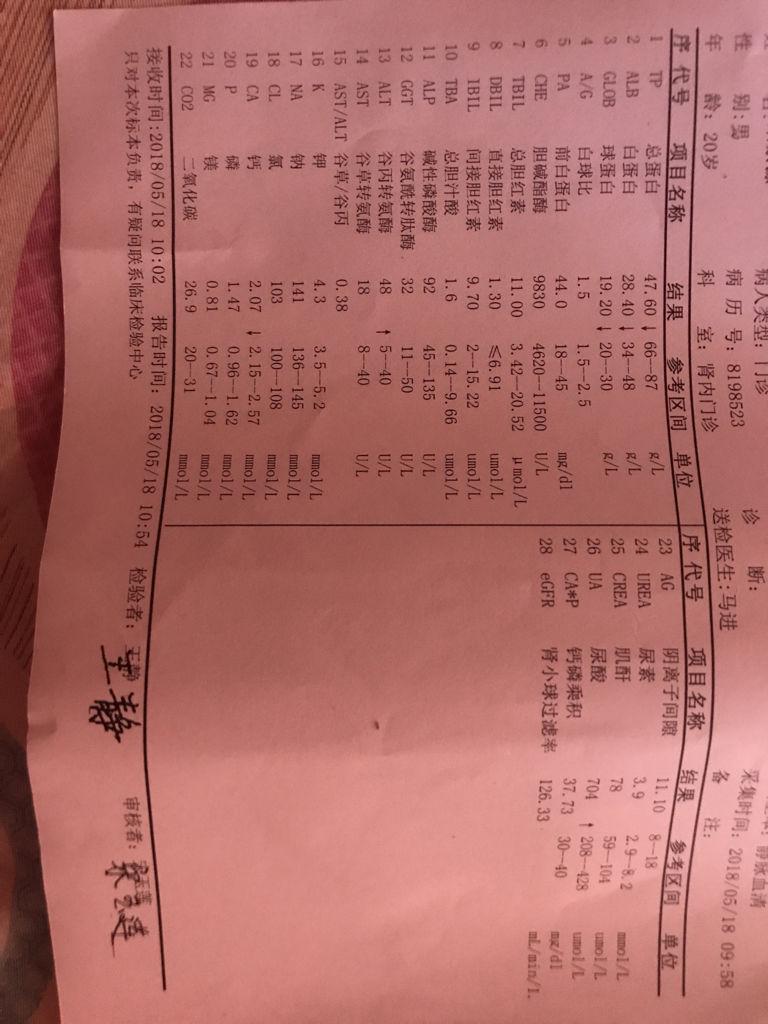 病人类型：门诊
静脉血清
性 别：男
病 历 号：8198523
诊 断：
采集时间：2018/05/18 09:58
年 龄：20岁
科 室：肾内门诊
送检医生：马进
备 注：
序 代号 项目名称 结果 参考区间 单位
1 TP 总蛋白 47.60 ↓ 66--87 g/L
2 ALB 白蛋白 28.40 ↓ 34--48 g/L
3 GLOB 球蛋白 19.20 ↓ 20--30 g/L
4 A/G 白球比 1.5 1.5--2.5
5 PA 前白蛋白 44.0 18--45 mg/dl
6 CHE 胆碱酯酶 9830 4620--11500 U/L
7 TBIL 总胆红素 11.00 3.42--20.52 μmol/L
8 DBIL 直接胆红素 1.30 ≤6.91 umol/L
9 IBIL 间接胆红素 9.70 2--15.22 umol/L
10 TBA 总胆汁酸 1.6 0.14--9.66 umol/L
11 ALP 碱性磷酸酶 92 45--135 U/L
12 GGT 谷氨酰转肽酶 32 11--50 U/L
13 ALT 谷丙转氨酶 48 ↑ 5--40 U/L
14 AST 谷草转氨酶 18 8--40 U/L
15 AST/ALT 谷草/谷丙 0.38
16 K 钾 4.3 3.5--5.2 mmol/L
17 NA 钠 141 136--145 mmol/L
18 CL 氯 103 100--108 mmol/L
19 CA 钙 2.07 ↓ 2.15--2.57 mmol/L
20 P 磷 1.47 0.96--1.62 mmol/L
21 MG 镁 0.81 0.67--1.04 mmol/L
22 CO2 二氧化碳 26.9 20--31 mmol/L
序 代号 项目名称 结果 参考区间 单位
23 AG 阴离子间隙 11.10 8--18
24 UREA 尿素 3.9 2.9--8.2 mmol/L
25 CREA 肌酐 78 59--104 umol/L
26 UA 尿酸 704 ↑ 208--428 umol/L
27 CA*P 钙磷乘积 37.73 30--40 mg/dl
28 eGFR 肾小球过滤率 126.33 mL/min/1.
接收时间：2018/05/18 10:02 报告时间：2018/05/18 10:54 检验者：王静 王静 审核者：宋玉莲
只对本次标本负责，有疑问联系临床检验中心